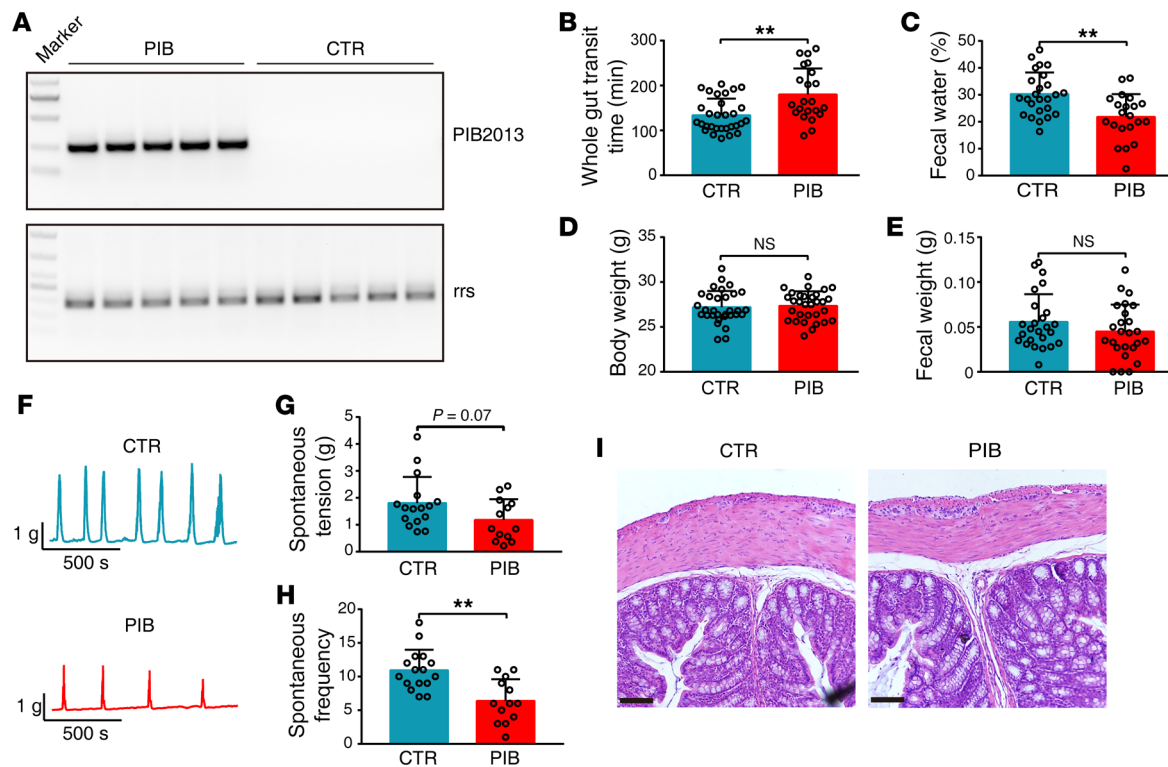 A
Marker
PIB
CTR
PIB2013
rrs
B
**
Whole gut transit
time (min)
300
200
100
0
CTR
PIB
C
**
Fecal water (%)
50
40
30
20
10
0
CTR
PIB
D
NS
Body weight (g)
35
30
25
20
CTR
PIB
E
NS
Fecal weight (g)
0.15
0.10
0.05
0
CTR
PIB
F
CTR
1 g
500 s
PIB
1 g
500 s
G
P = 0.07
Spontaneous
tension (g)
5
4
3
2
1
0
CTR
PIB
H
**
Spontaneous
frequency
20
15
10
5
0
CTR
PIB
I
CTR
PIB